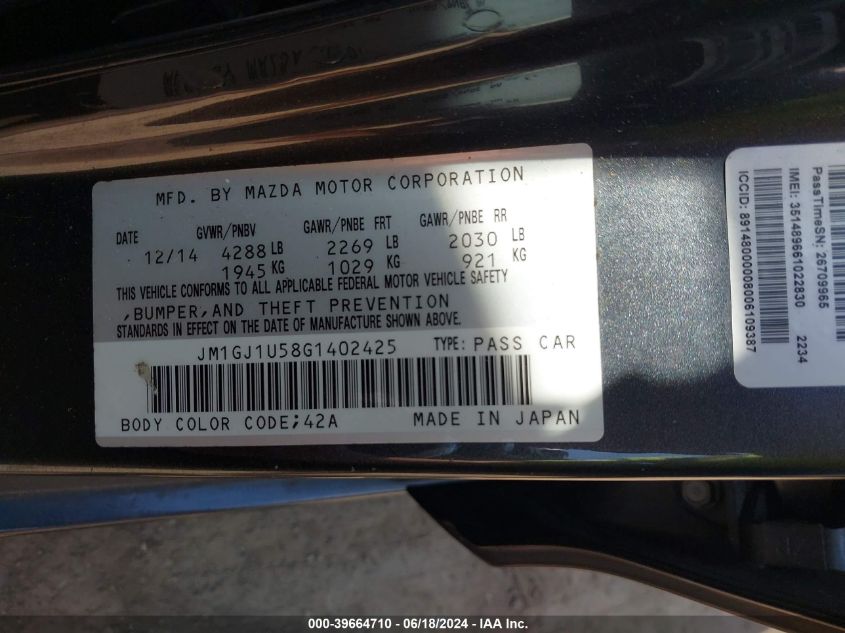 MFD. BY MAZDA MOTOR CORPORATION
DATE GVWR/PNBV GAWR/PNBE FRT GAWR/PNBE RR
12/14 4288 LB 2269 LB 2030 LB
1945 KG 1029 KG 921 KG
THIS VEHICLE CONFORMS TO ALL APPLICABLE FEDERAL MOTOR VEHICLE SAFETY
,BUMPER,AND THEFT PREVENTION
STANDARDS IN EFFECT ON THE DATE OF MANUFACTURE SHOWN ABOVE.
JM1GJ1U58G1402425 TYPE: PASS CAR
BODY COLOR CODE;42A MADE IN JAPAN
PassTimeSN: 26709965
IMEI: 351489661022830 2234
ICCID: 89148000008006109387
000-39664710 - 06/18/2024 - IAA Inc.